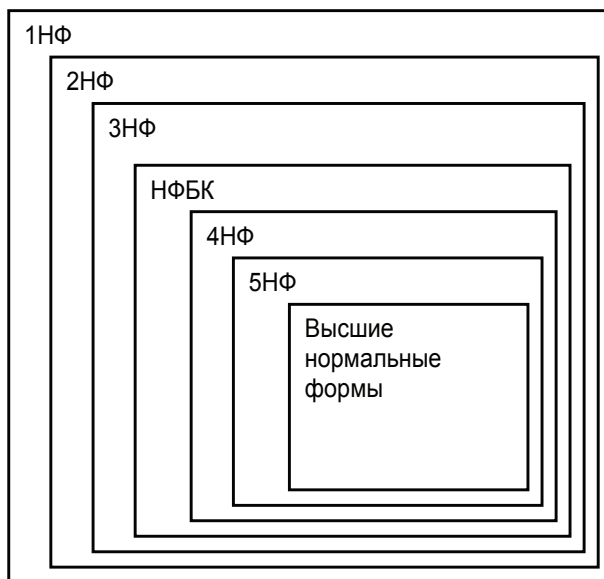 1НФ
2НФ
3НФ
НФБК
4НФ
5НФ
Высшие
нормальные
формы